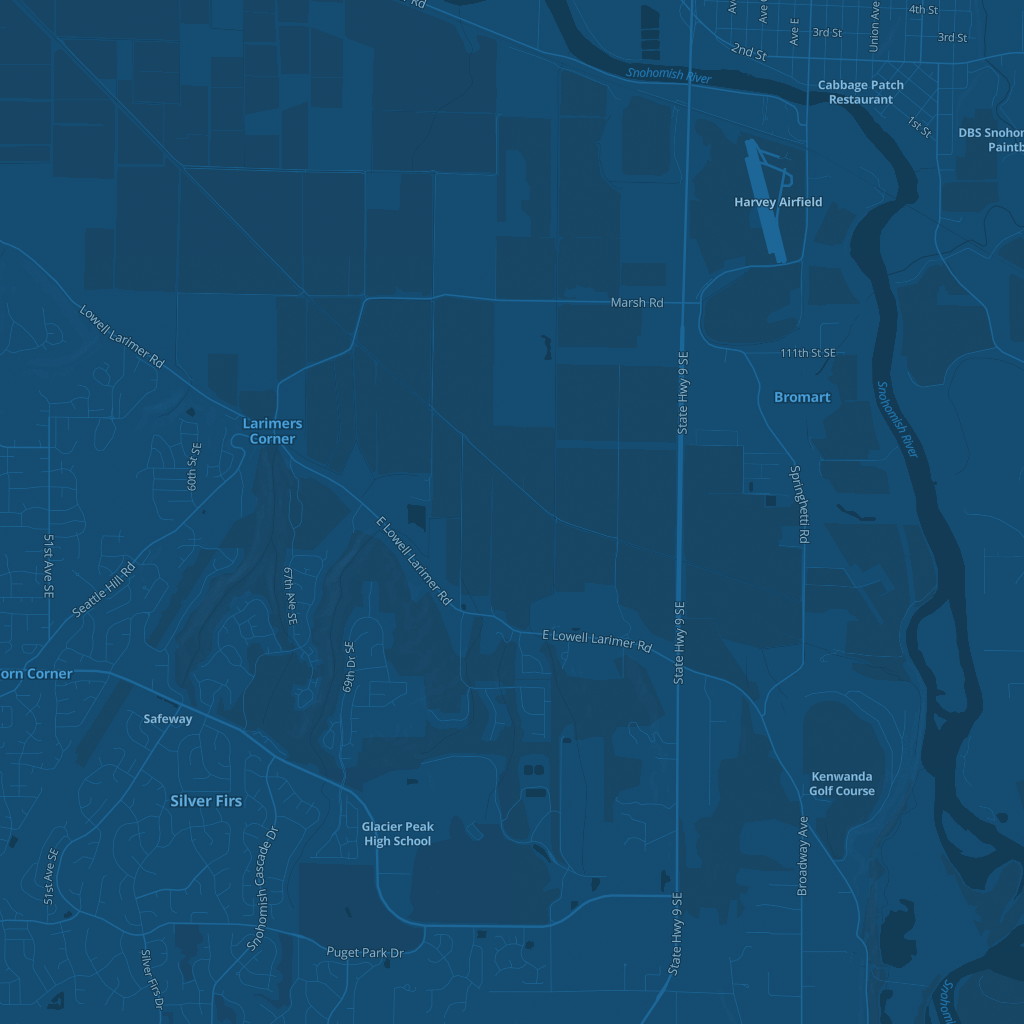 Rd
Ave E
Union Ave
4th St
3rd St
3rd St
2nd St
Snohomish River
Cabbage Patch
Restaurant
1st St
Harvey Airfield
Marsh Rd
Lowell Larimer Rd
State Hwy 9 SE
111th St SE
Bromart
Snohomish River
Larimers
Corner
60th St SE
Springhetti Rd
E Lowell Larimer Rd
51st Ave SE
Seattle Hill Rd
67th Ave SE
State Hwy 9 SE
E Lowell Larimer Rd
69th Dr SE
orn Corner
Safeway
Kenwanda
Golf Course
Silver Firs
Glacier Peak
High School
Broadway Ave
51st Ave SE
Snohomish Cascade Dr
State Hwy 9 SE
Puget Park Dr
Silver Firs Dr